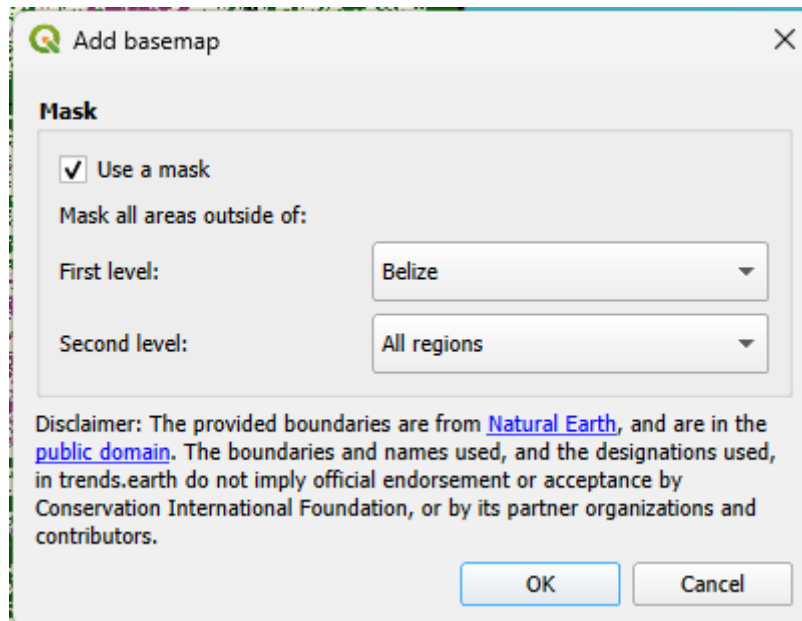 Add basemap
Mask
Use a mask
Mask all areas outside of:
First level: Belize
Second level: All regions
Disclaimer: The provided boundaries are from Natural Earth, and are in the
public domain. The boundaries and names used, and the designations used,
in trends.earth do not imply official endorsement or acceptance by
Conservation International Foundation, or by its partner organizations and
contributors.
OK Cancel